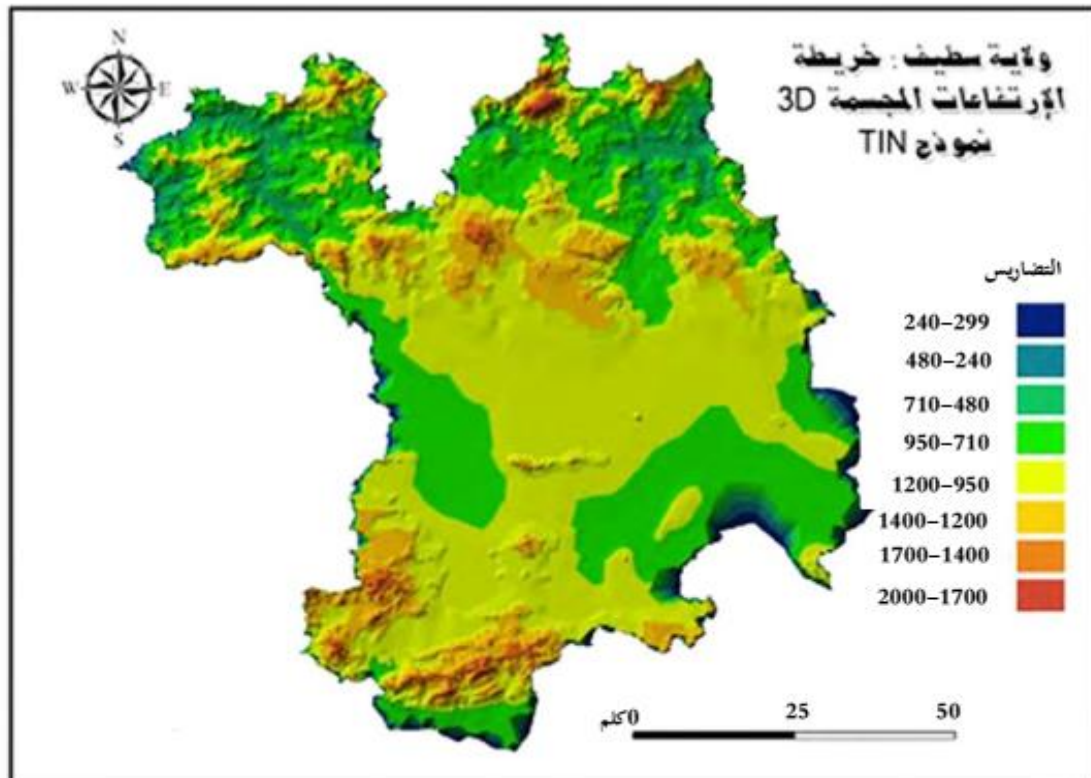 N
W E
S
ولاية سطيف : خريطة
الإرتفاعات المجسمة 3D
نموذج TIN
التضاريس
240-299
480-240
710-480
950-710
1200-950
1400-1200
1700-1400
2000-1700
0كلم 25 50